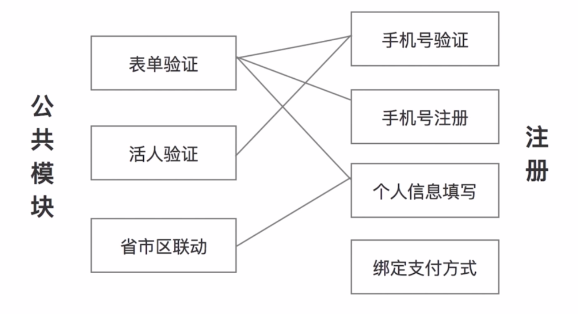 公共模块
表单验证
活人验证
省市区联动
手机号验证
手机号注册
个人信息填写
绑定支付方式
注册